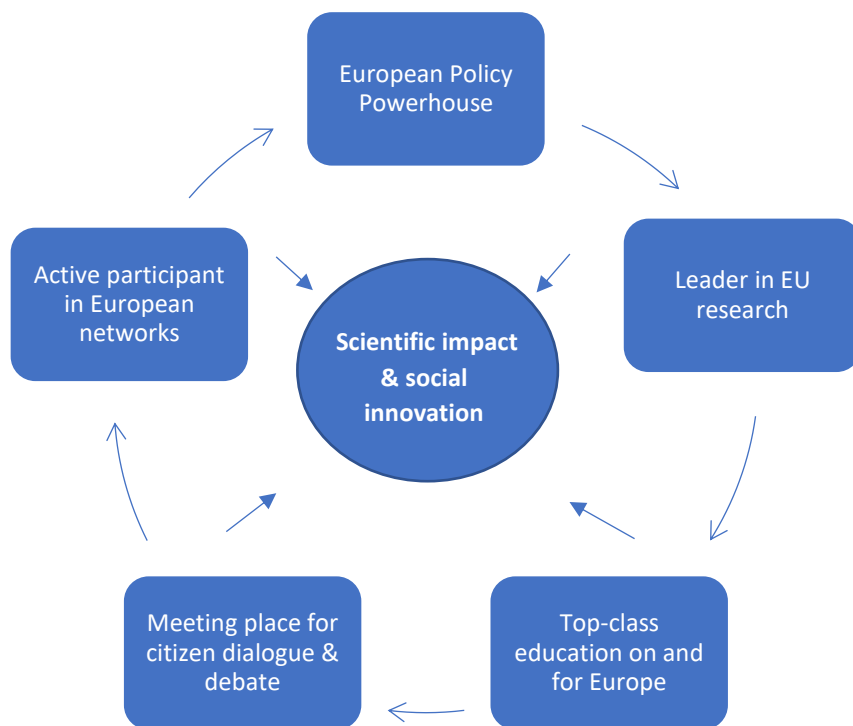 European Policy
Powerhouse
Active participant
in European
networks
Leader in EU
research
Scientific impact
& social
innovation
Meeting place for
citizen dialogue &
debate
Top-class
education on and
for Europe